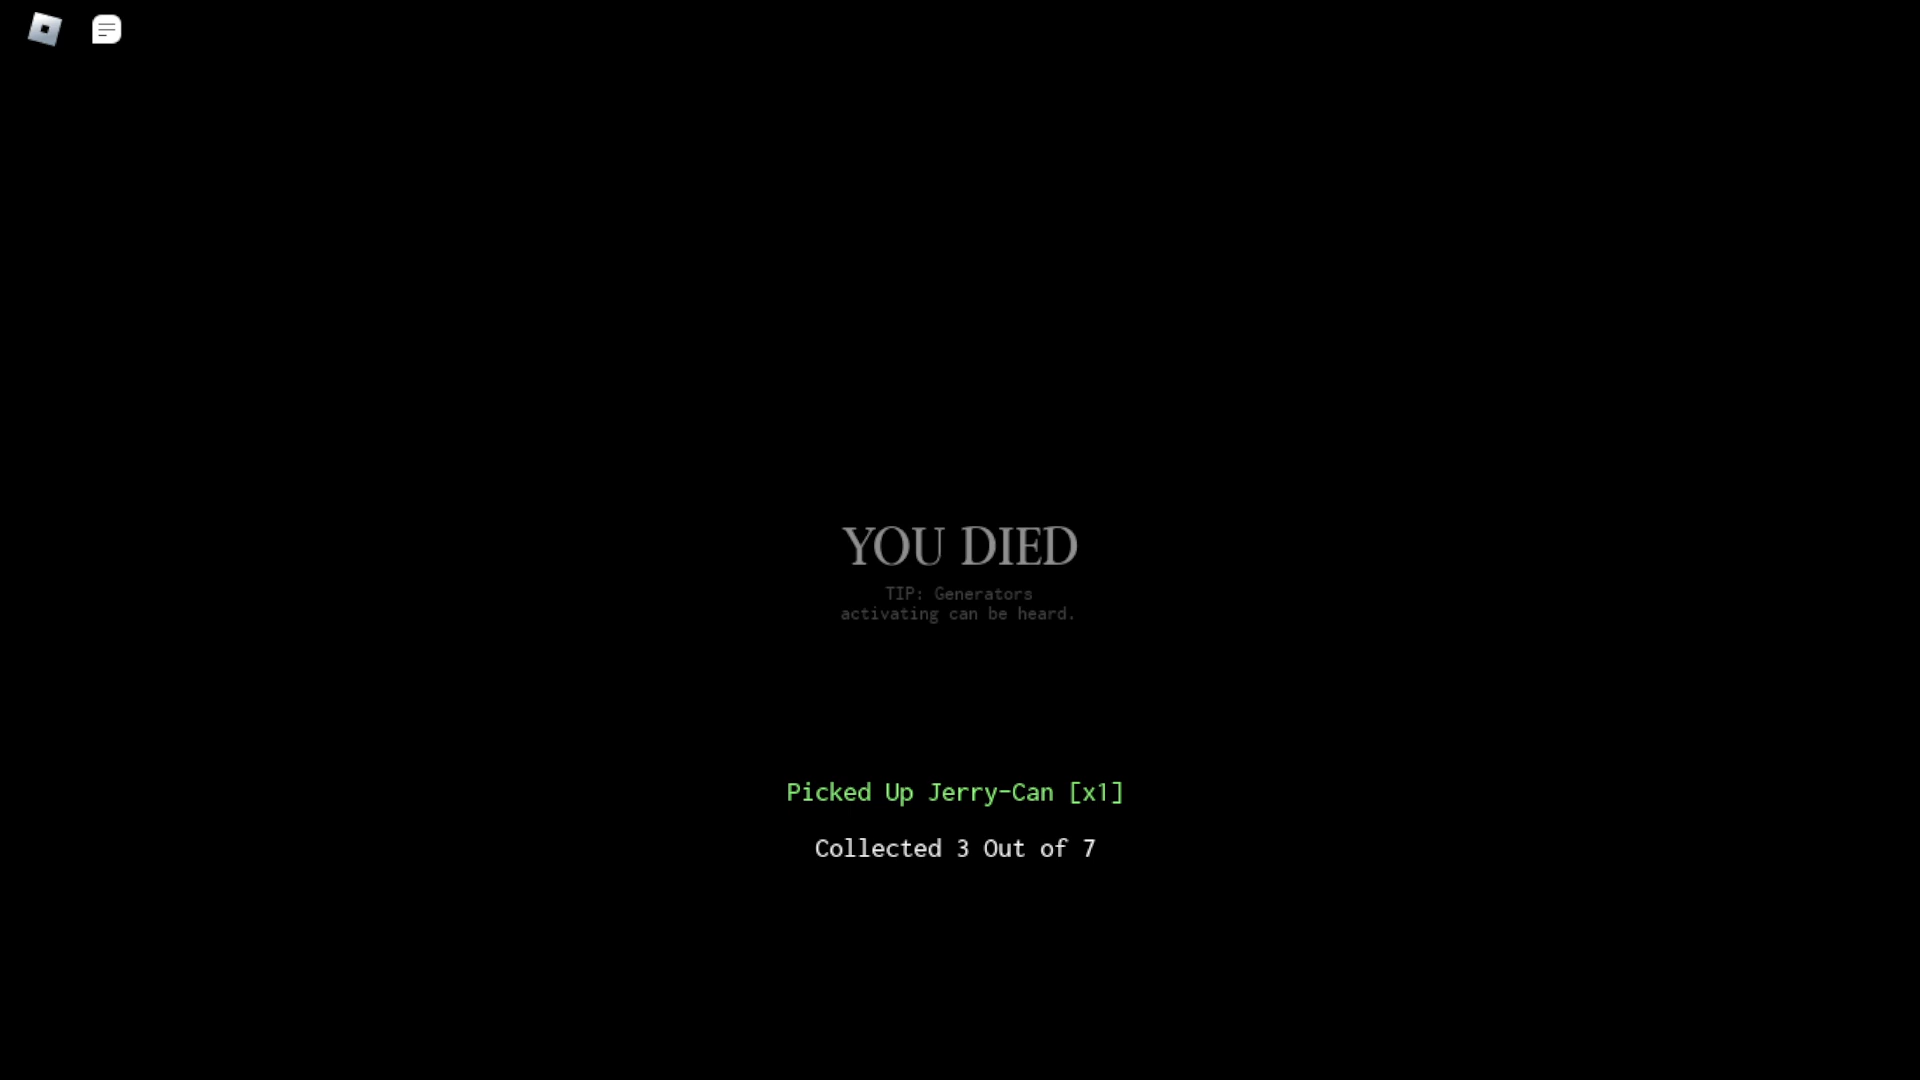 YOU DIED
TIP: Generators
activating can be heard.
Picked Up Jerry-Can [x1]
Collected 3 Out of 7